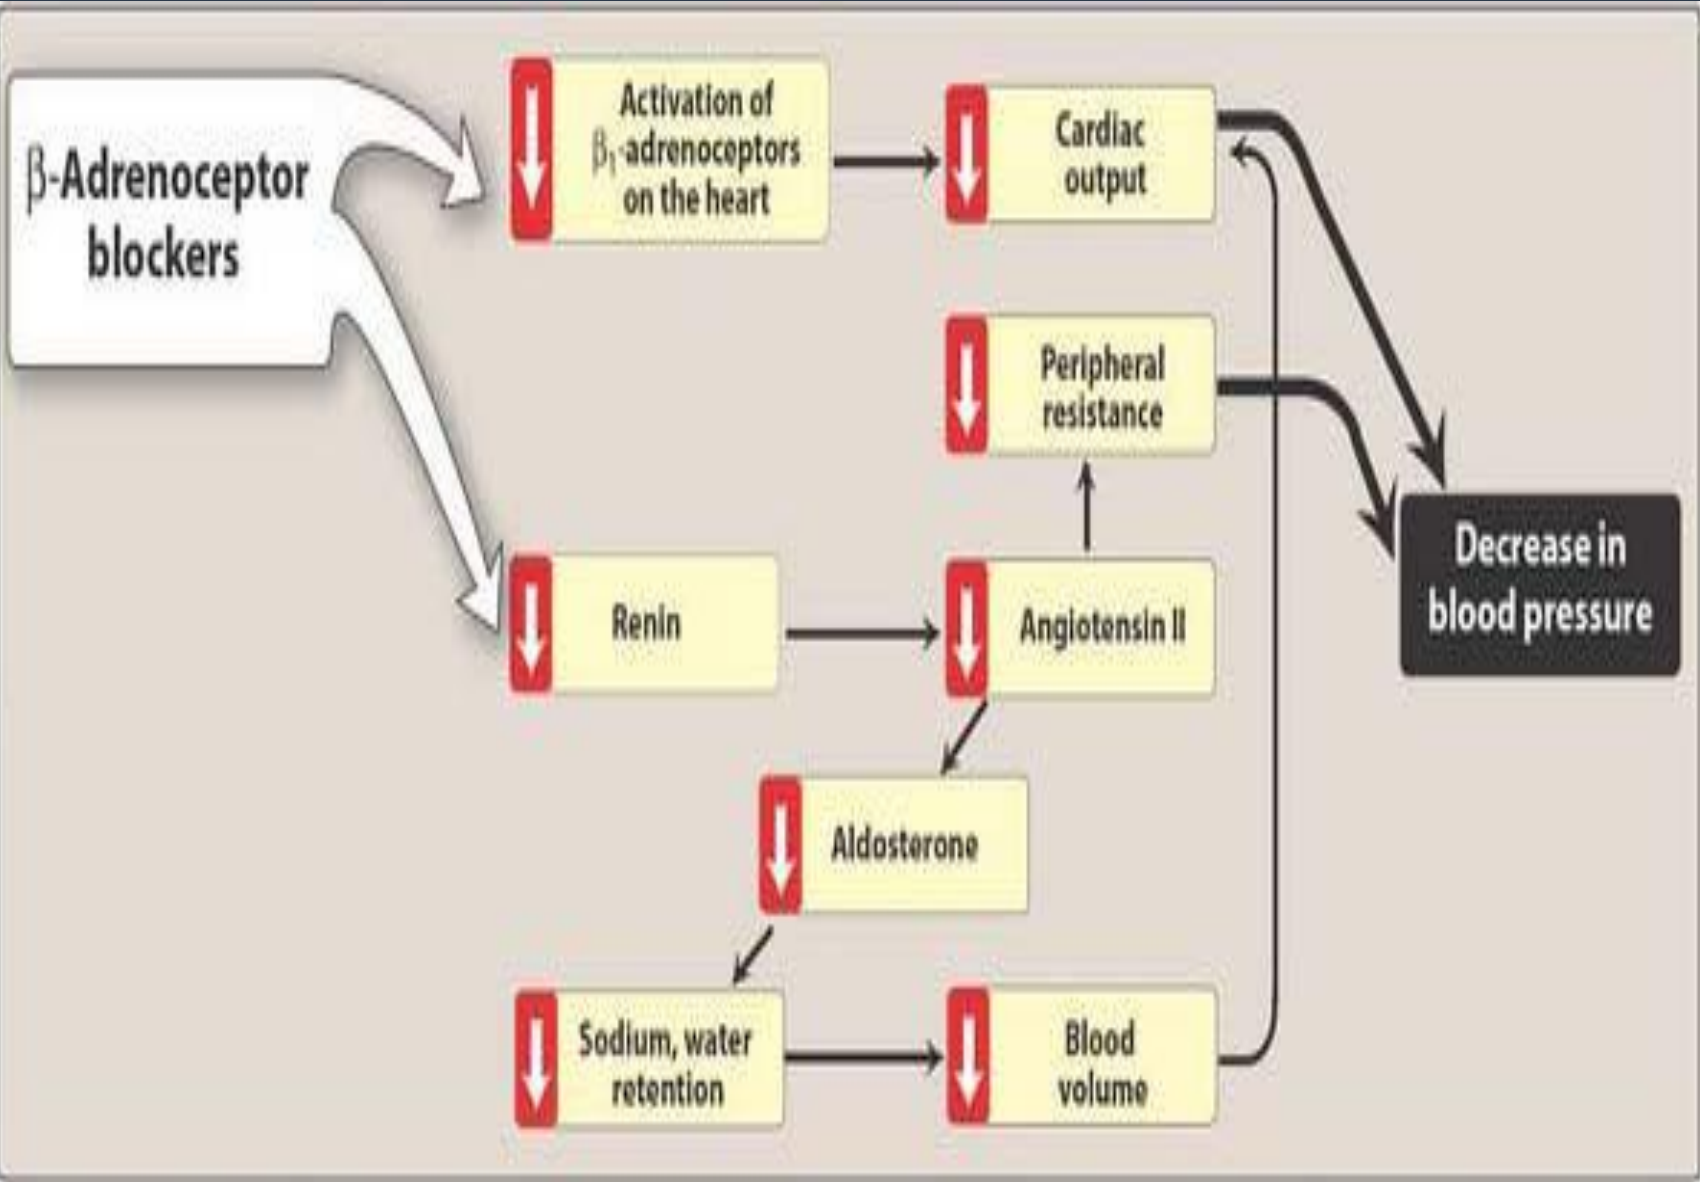 β-Adrenoceptor
blockers
Activation of
β₁-adrenoceptors
on the heart
Cardiac
output
Peripheral
resistance
Decrease in
blood pressure
Renin
Angiotensin II
Aldosterone
Sodium, water
retention
Blood
volume